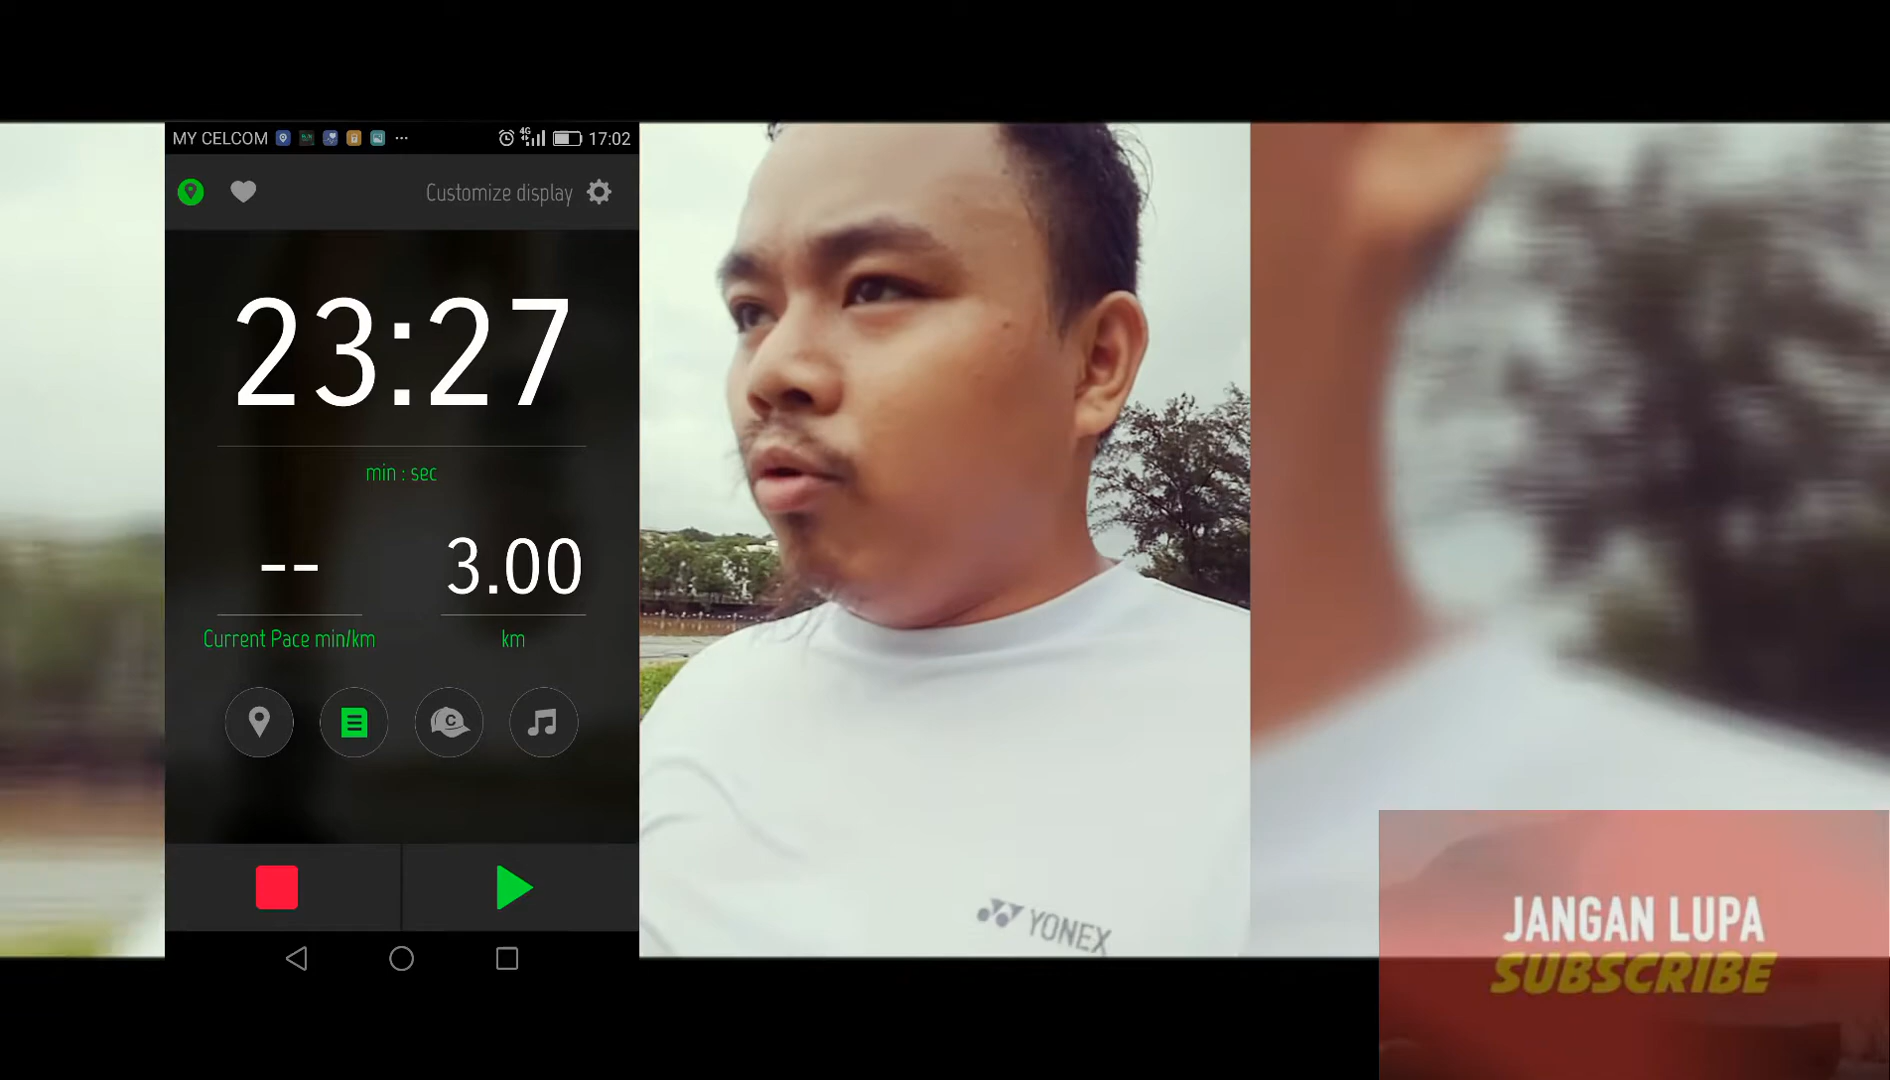 MY CELCOM ... 4G 17:02
Customize display
23:27
min : sec
-- 3.00
Current Pace min/km km
C
YONEX
JANGAN LUPA
SUBSCRIBE